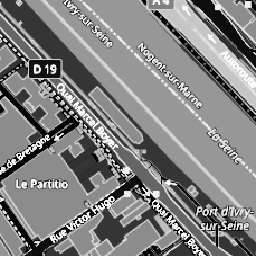 A 4
Ivry-sur-Seine
Nogent-sur-Marne
D 19
Quai Marcel Boyer
La Seine
de Bretagne
Le Partitio
Rue Victor Hugo
Quai Marcel Boyer
Port d'Ivry-
sur-Seine